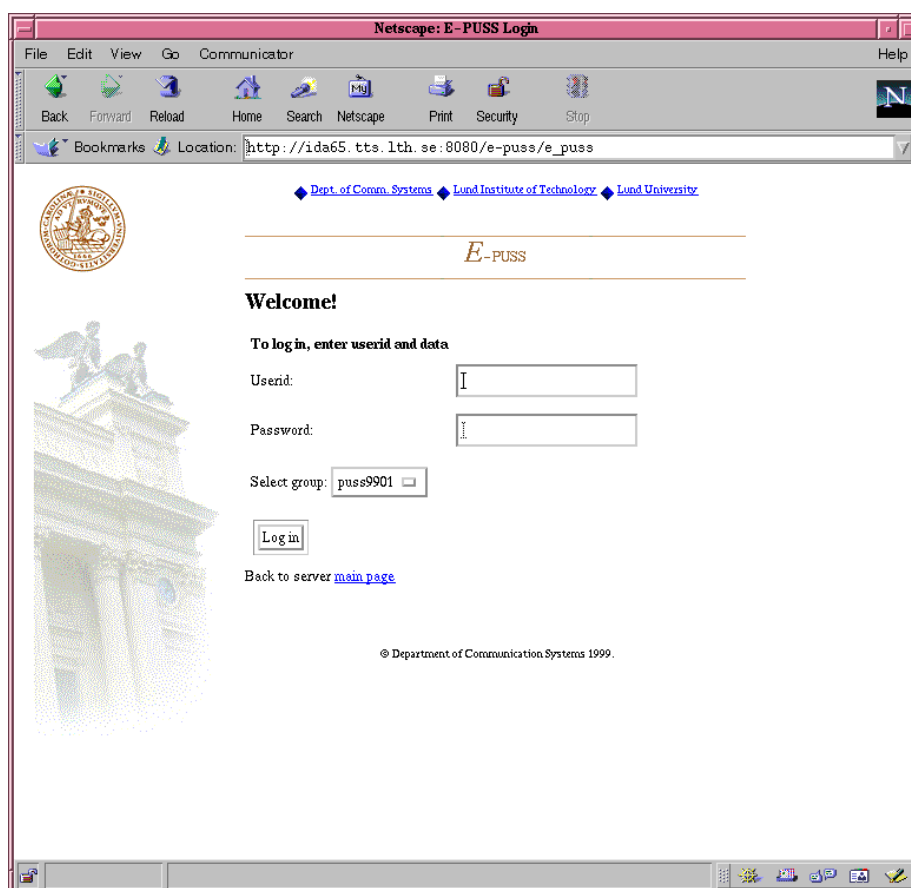 Netscape: E-PUSS Login
File Edit View Go Communicator Help
Back Forward Reload Home Search Netscape Print Security Stop
Bookmarks Location: http://ida65.tts.lth.se:8080/e-puss/e_puss
Dept. of Comm. Systems Lund Institute of Technology Lund University
E-PUSS
Welcome!
To log in, enter userid and data
Userid:
Password:
Select group: puss9901
Log in
Back to server main page
© Department of Communication Systems 1999.